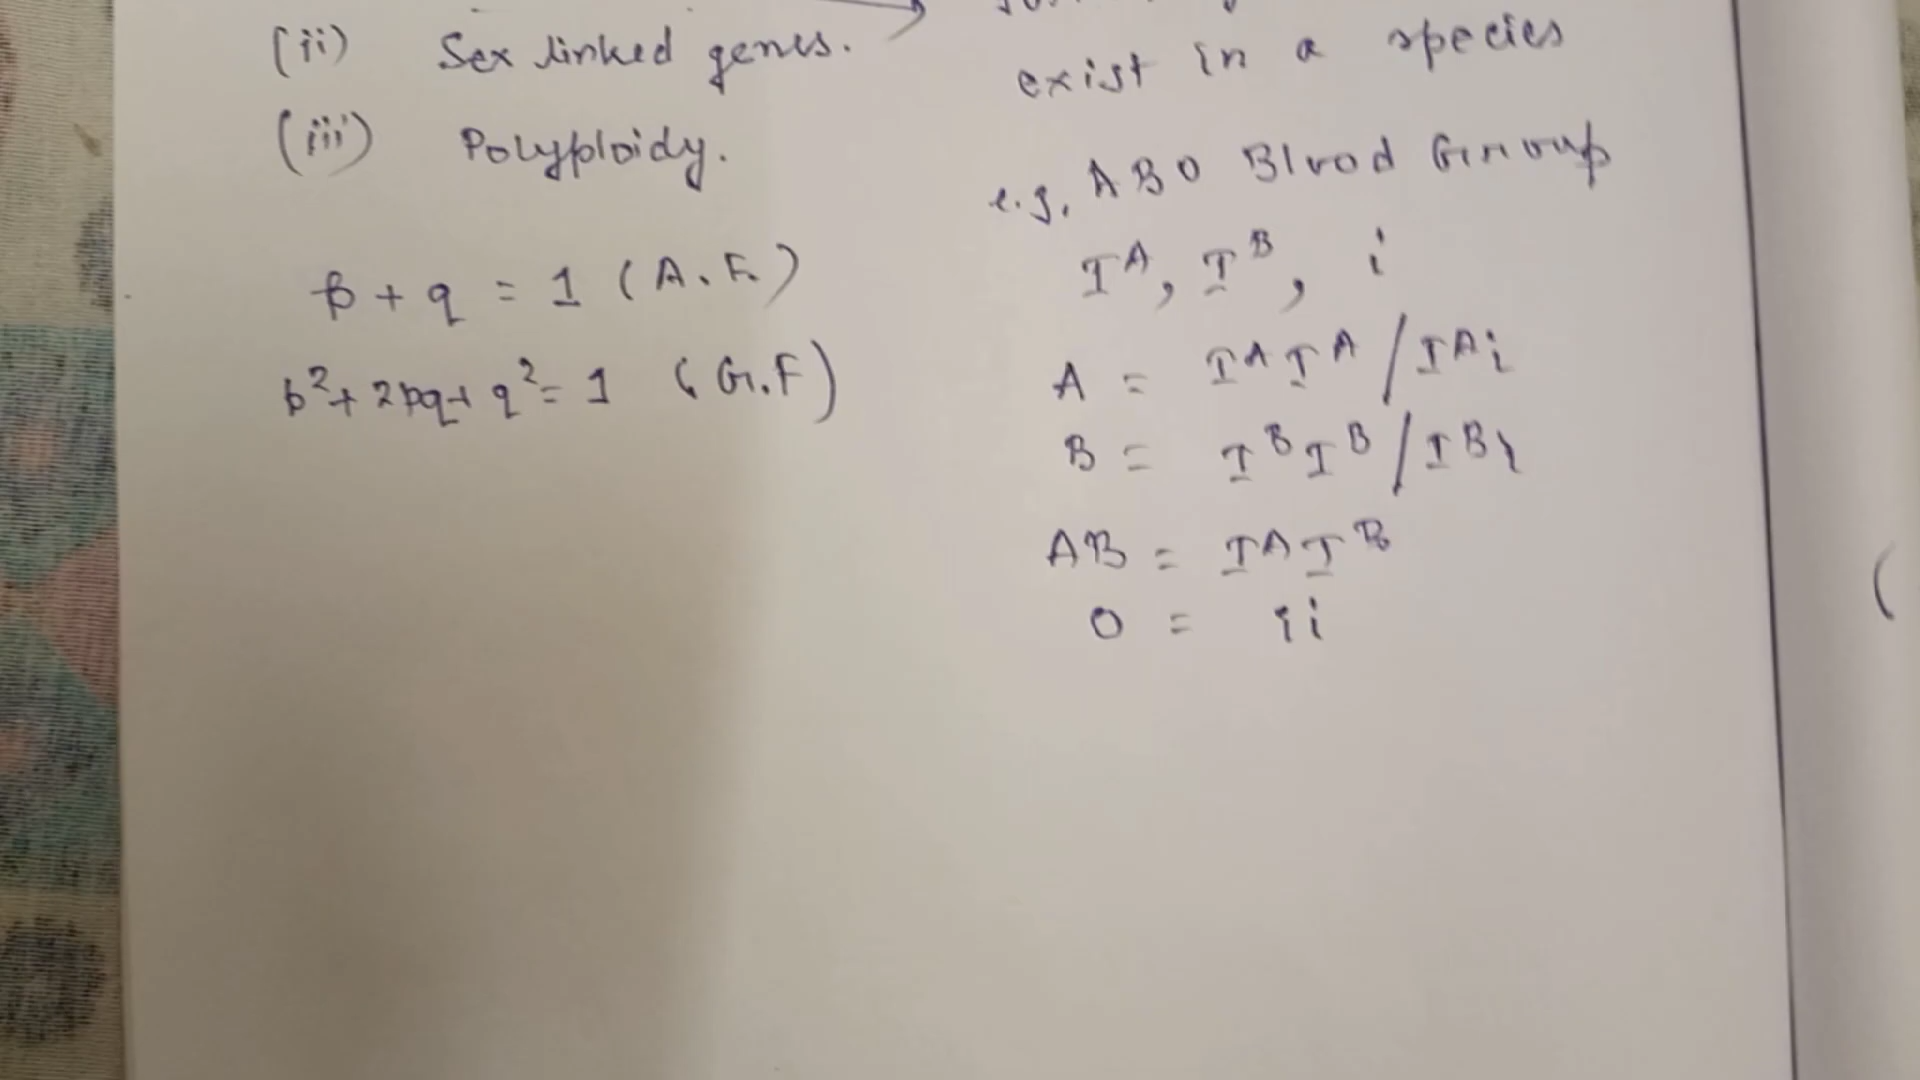 (ii) Sex linked genes.
(iii) Polyploidy.
p + q = 1 (A.F.)
p²+ 2pq+ q²= 1 (G.F)
exist in a species
e.g, ABO Blood Group
Iᴬ, Iᴮ, i
A = IᴬIᴬ/Iᴬi
B = IᴮIᴮ/Iᴮi
AB = IᴬIᴮ
O = ii